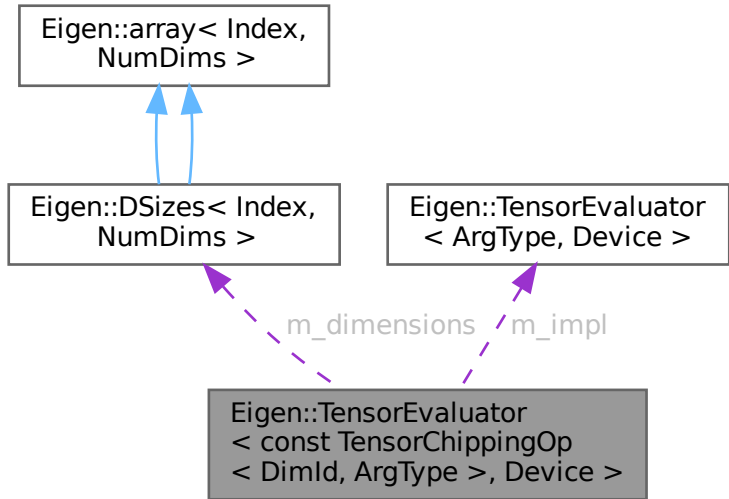 Eigen::array< Index,
NumDims >
Eigen::DSizes< Index,
NumDims >
Eigen::TensorEvaluator
< ArgType, Device >
m_dimensions
m_impl
Eigen::TensorEvaluator
< const TensorChippingOp
< DimId, ArgType >, Device >